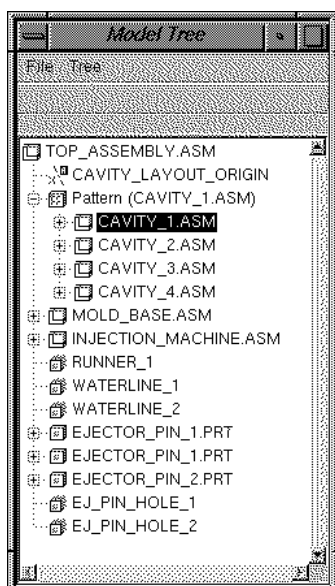 Model Tree
File Tree
TOP_ASSEMBLY.ASM
CAVITY_LAYOUT_ORIGIN
Pattern (CAVITY_1.ASM)
CAVITY_1.ASM
CAVITY_2.ASM
CAVITY_3.ASM
CAVITY_4.ASM
MOLD_BASE.ASM
INJECTION_MACHINE.ASM
RUNNER_1
WATERLINE_1
WATERLINE_2
EJECTOR_PIN_1.PRT
EJECTOR_PIN_1.PRT
EJECTOR_PIN_2.PRT
EJ_PIN_HOLE_1
EJ_PIN_HOLE_2